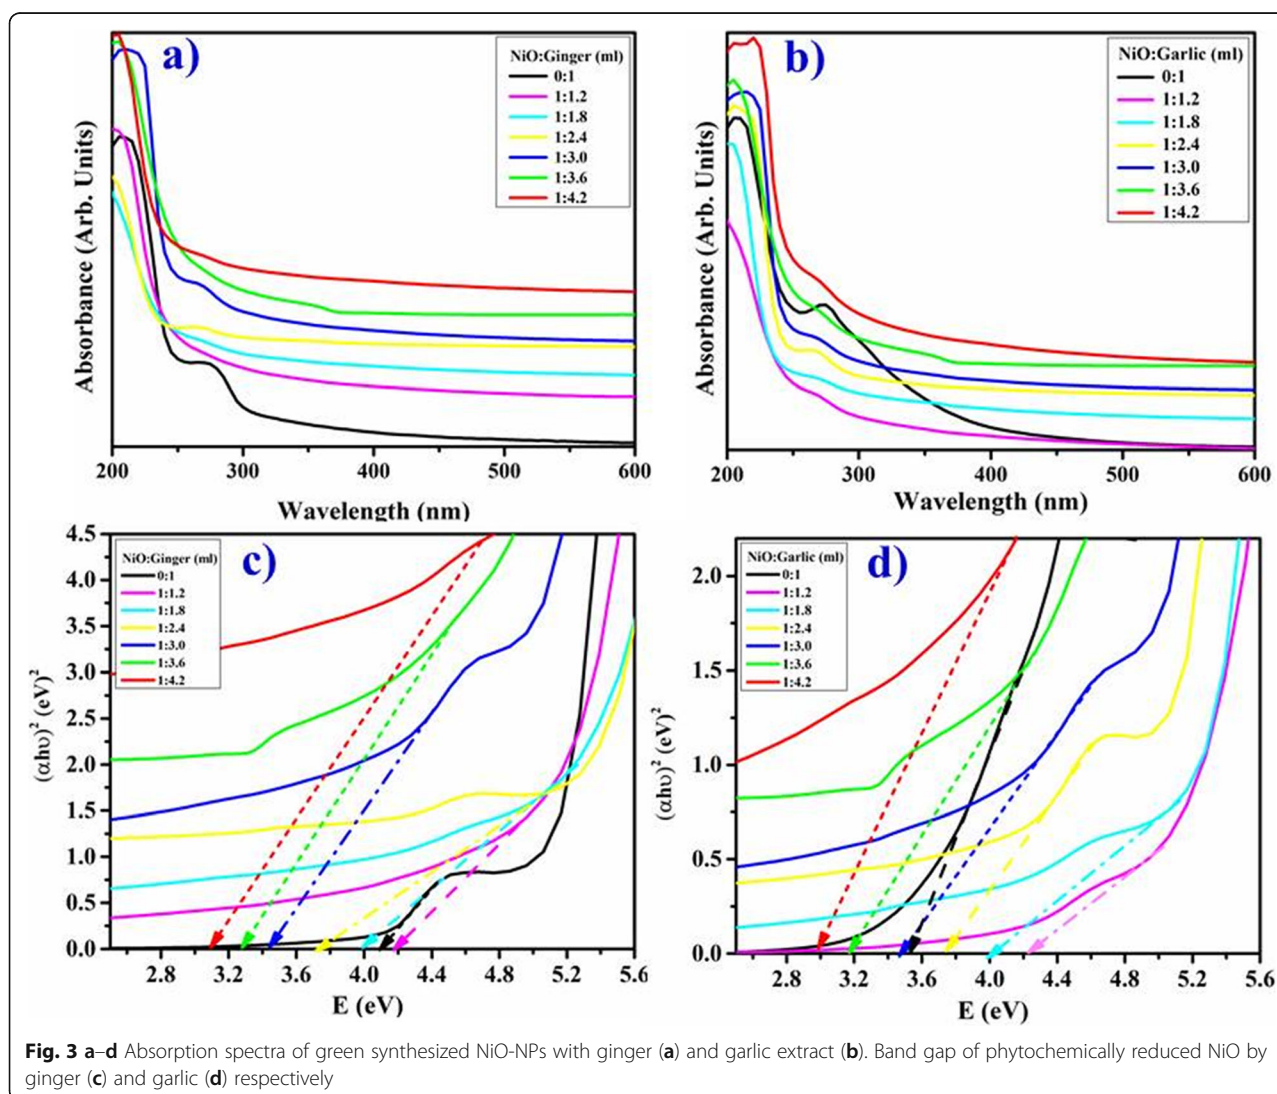 a)
NiO:Ginger (ml)
0:1
1:1.2
1:1.8
1:2.4
1:3.0
1:3.6
1:4.2
Absorbance (Arb. Units)
200 300 400 500 600
Wavelength (nm)
b)
NiO:Garlic (ml)
0:1
1:1.2
1:1.8
1:2.4
1:3.0
1:3.6
1:4.2
Absorbance (Arb. Units)
200 300 400 500 600
Wavelength (nm)
c)
NiO:Ginger (ml)
0:1
1:1.2
1:1.8
1:2.4
1:3.0
1:3.6
1:4.2
4.5
4.0
3.5
3.0
2.5
2.0
1.5
1.0
0.5
0.0
(αhυ)² (eV)²
2.8 3.2 3.6 4.0 4.4 4.8 5.2 5.6
E (eV)
d)
NiO:Garlic (ml)
0:1
1:1.2
1:1.8
1:2.4
1:3.0
1:3.6
1:4.2
2.0
1.5
1.0
0.5
0.0
(αhυ)² (eV)²
2.8 3.2 3.6 4.0 4.4 4.8 5.2 5.6
E (eV)
Fig. 3 a–d Absorption spectra of green synthesized NiO-NPs with ginger (a) and garlic extract (b). Band gap of phytochemically reduced NiO by
ginger (c) and garlic (d) respectively